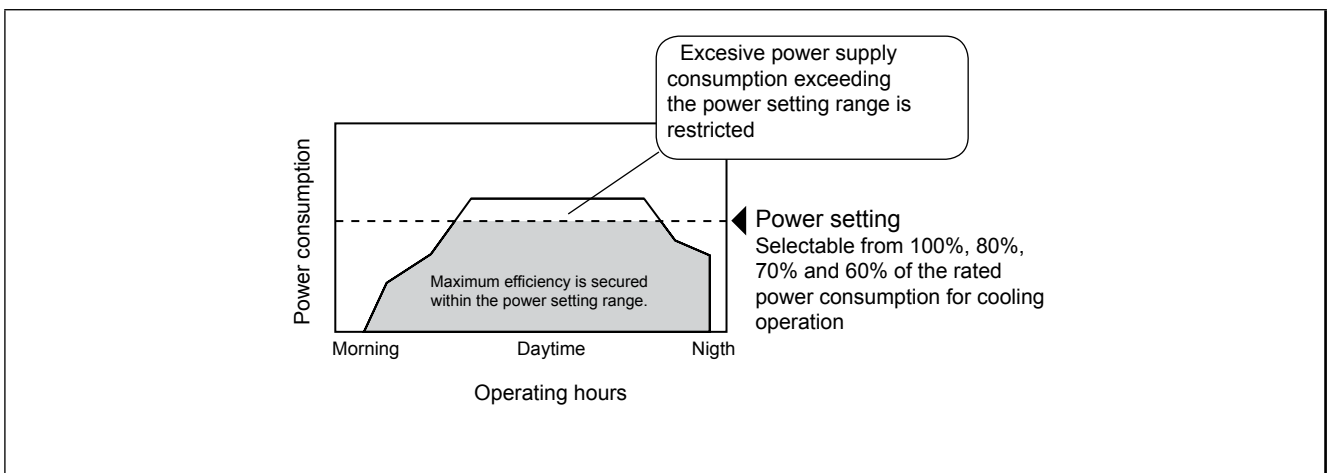 Excesive power supply
consumption exceeding
the power setting range is
restricted
Power consumption
Power setting
Selectable from 100%, 80%,
70% and 60% of the rated
power consumption for cooling
operation
Maximum efficiency is secured
within the power setting range.
Morning
Daytime
Nigth
Operating hours